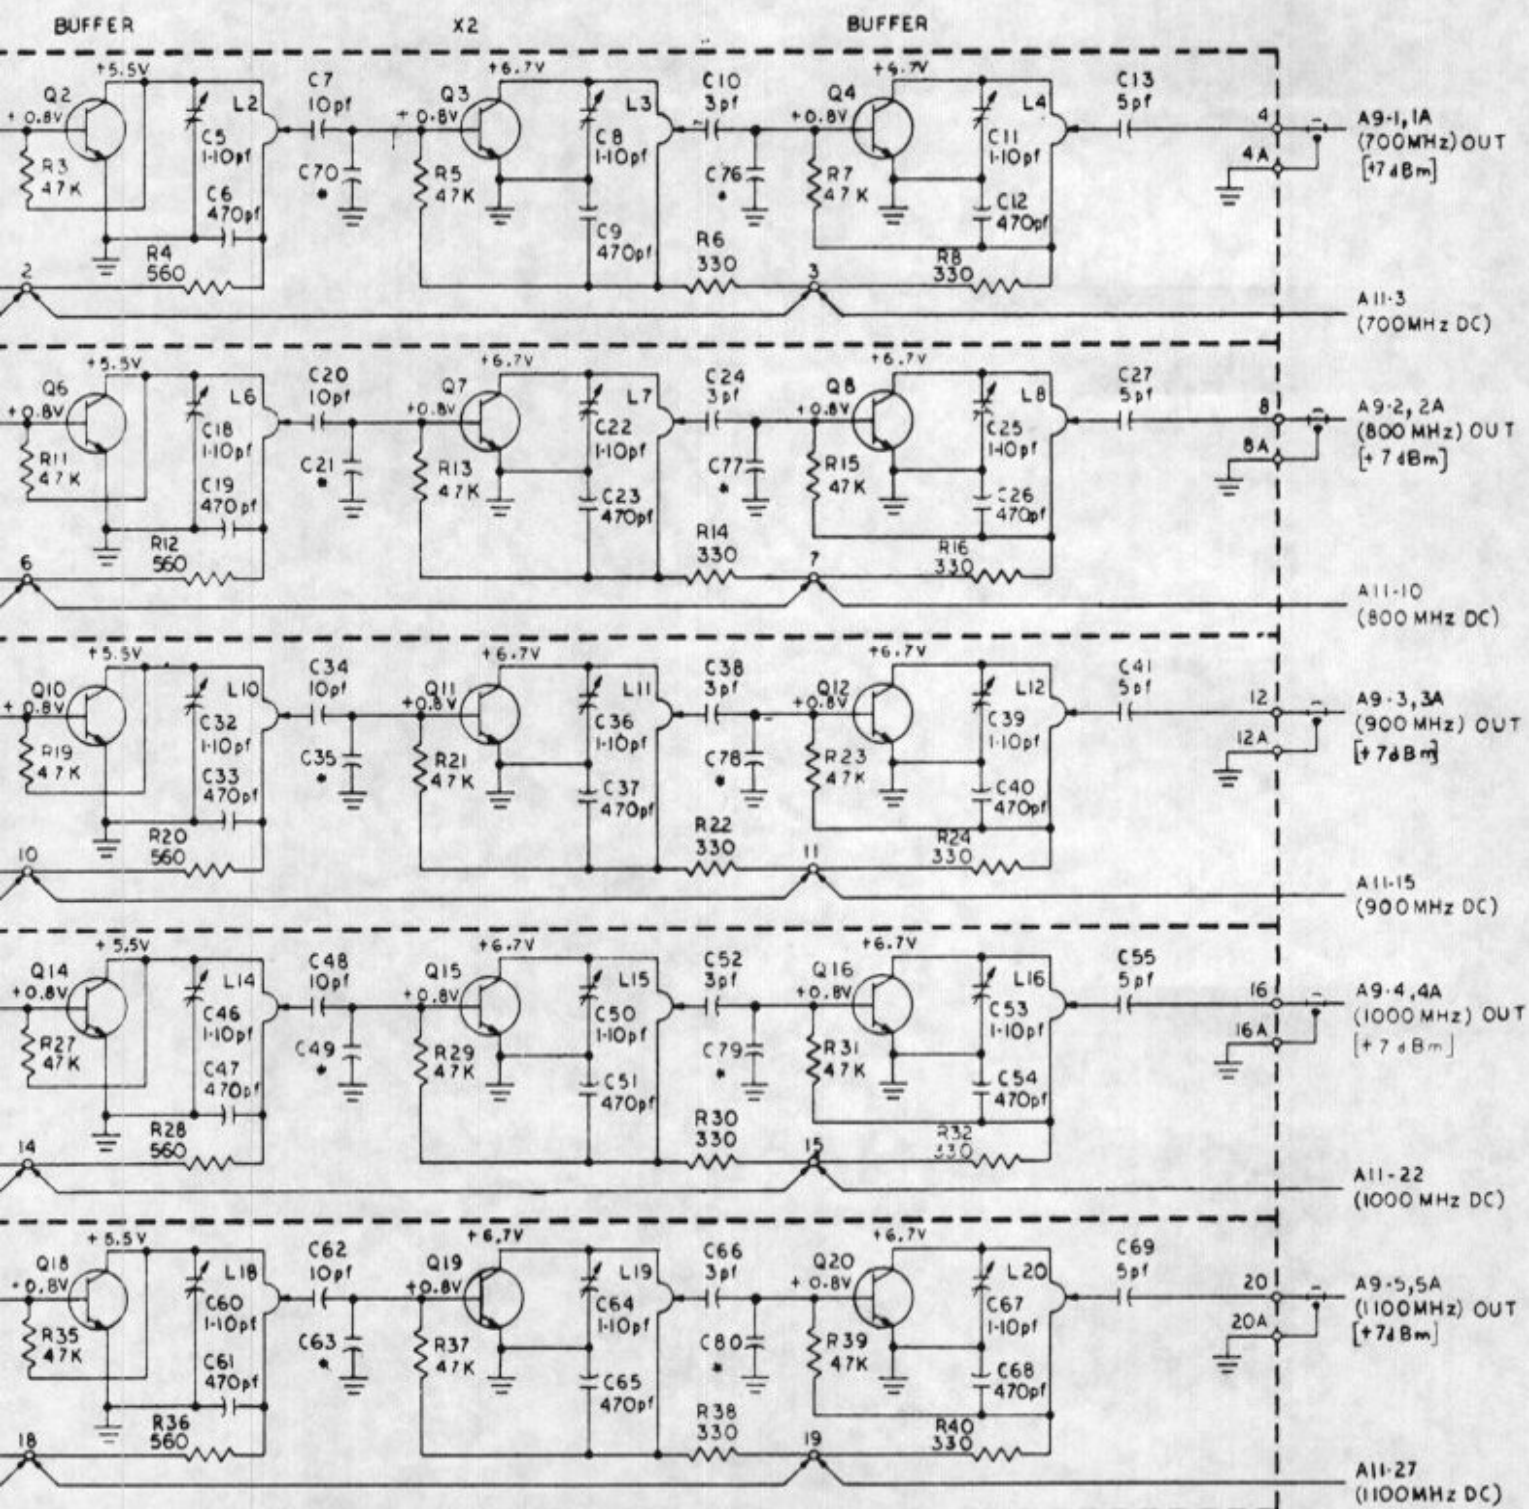 BUFFER X2 BUFFER
+5.5V +6.7V +6.7V
Q2 L2 C7 10pf Q3 L3 C10 3pf Q4 L4 C13 5pf
+0.8V +0.8V +0.8V 4 A9-1,1A
C5 C8 C11 (700MHz) OUT
1-10pf 1-10pf 1-10pf 4A [+7dBm]
R3 47K C70 * R5 47K C76 * R7 47K
C6 470pf C9 470pf C12 470pf
R4 560 R6 330 R8 330
2 3
A11-3
(700MHz DC)
+5.5V +6.7V +6.7V
Q6 L6 C20 10pf Q7 L7 C24 3pf Q8 L8 C27 5pf
+0.8V +0.8V +0.8V 8 A9-2,2A
C18 C22 C25 (800MHz) OUT
1-10pf 1-10pf 1-10pf 8A [+7dBm]
R11 47K C21 * R13 47K C77 * R15 47K
C19 470pf C23 470pf C26 470pf
R12 560 R14 330 R16 330
6 7
A11-10
(800MHz DC)
+5.5V +6.7V +6.7V
Q10 L10 C34 10pf Q11 L11 C38 3pf Q12 L12 C41 5pf
+0.8V +0.8V +0.8V 12 A9-3,3A
C32 C36 C39 (900MHz) OUT
1-10pf 1-10pf 1-10pf 12A [+7dBm]
R19 47K C35 * R21 47K C78 * R23 47K
C33 470pf C37 470pf C40 470pf
R20 560 R22 330 R24 330
10 11
A11-15
(900MHz DC)
+5.5V +6.7V +6.7V
Q14 L14 C48 10pf Q15 L15 C52 3pf Q16 L16 C55 5pf
+0.8V +0.8V +0.8V 16 A9-4,4A
C46 C50 C53 (1000MHz) OUT
1-10pf 1-10pf 1-10pf 16A [+7dBm]
R27 47K C49 * R29 47K C79 * R31 47K
C47 470pf C51 470pf C54 470pf
R28 560 R30 330 R32 330
14 15
A11-22
(1000MHz DC)
+5.5V +6.7V +6.7V
Q18 L18 C62 10pf Q19 L19 C66 3pf Q20 L20 C69 5pf
+0.8V +0.8V +0.8V 20 A9-5,5A
C60 C64 C67 (1100MHz) OUT
1-10pf 1-10pf 1-10pf 20A [+7dBm]
R35 47K C63 * R37 47K C80 * R39 47K
C61 470pf C65 470pf C68 470pf
R36 560 R38 330 R40 330
18 19
A11-27
(1100MHz DC)